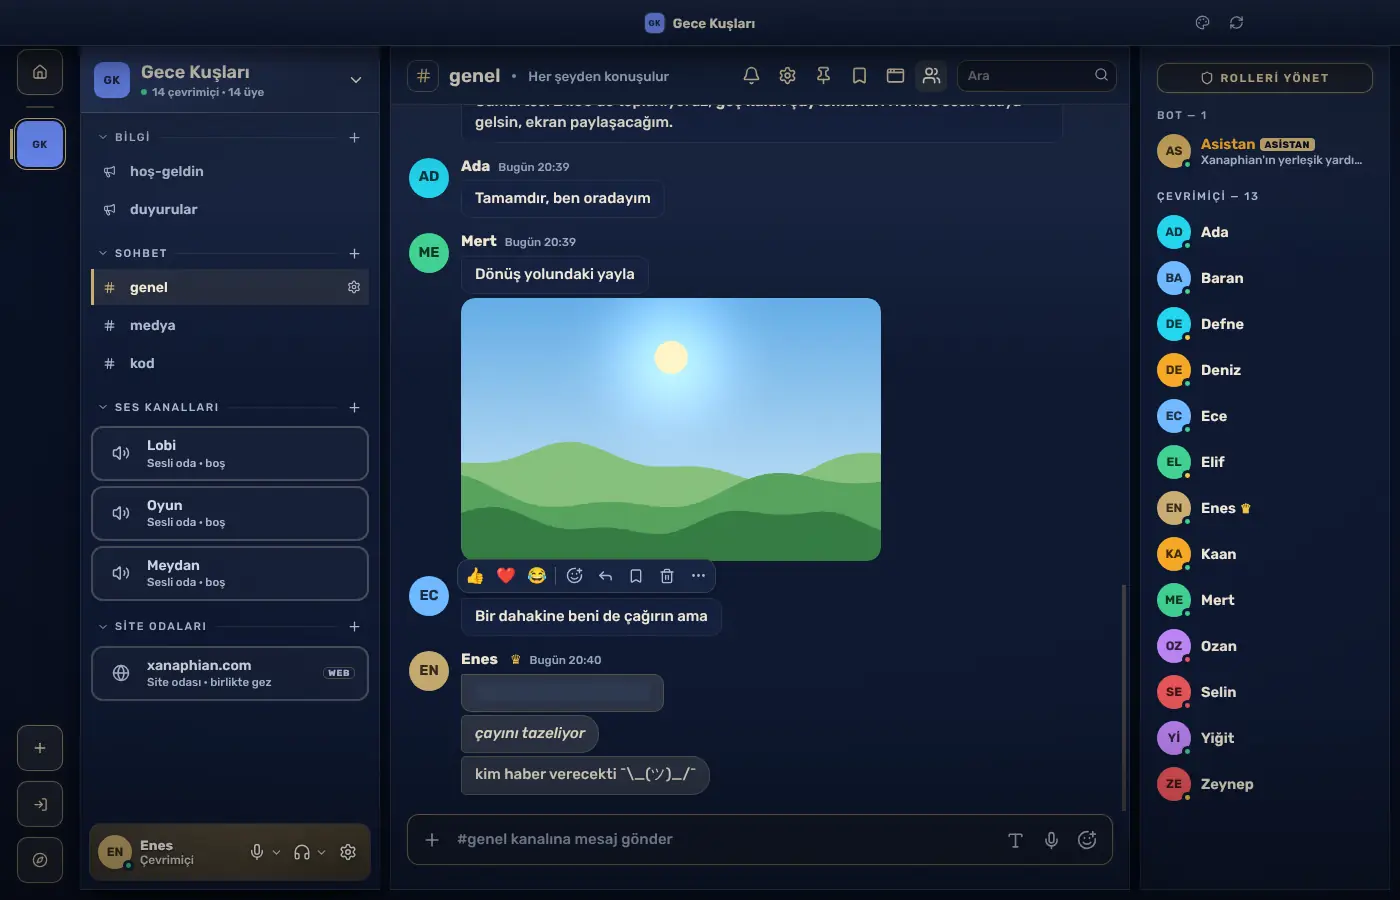 GK Gece Kuşları
GK
GK
Gece Kuşları
14 çevrimiçi • 14 üye
BİLGİ
hoş-geldin
duyurular
SOHBET
# genel
# medya
# kod
SES KANALLARI
Lobi
Sesli oda • boş
Oyun
Sesli oda • boş
Meydan
Sesli oda • boş
SİTE ODALARI
xanaphian.com
Site odası • birlikte gez
WEB
EN
Enes
Çevrimiçi
# genel • Her şeyden konuşulur
Ara
gelsin, ekran paylaşacağım.
AD
Ada Bugün 20:39
Tamamdır, ben oradayım
ME
Mert Bugün 20:39
Dönüş yolundaki yayla
EC
Bir dahakine beni de çağırın ama
EN
Enes Bugün 20:40
çayını tazeliyor
kim haber verecekti ¯\_(ツ)_/¯
#genel kanalına mesaj gönder
ROLLERİ YÖNET
BOT — 1
AS
Asistan ASİSTAN
Xanaphian'ın yerleşik yardı...
ÇEVRİMİÇİ — 13
AD Ada
BA Baran
DE Defne
DE Deniz
EC Ece
EL Elif
EN Enes
KA Kaan
ME Mert
OZ Ozan
SE Selin
Yİ Yiğit
ZE Zeynep